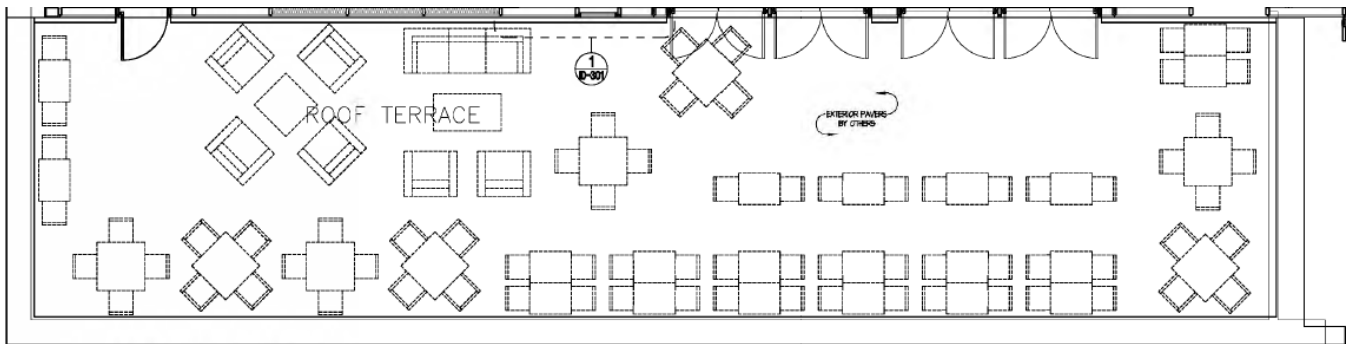 1
ID-301
ROOF TERRACE
EXTERIOR PAVERS
BY OTHERS